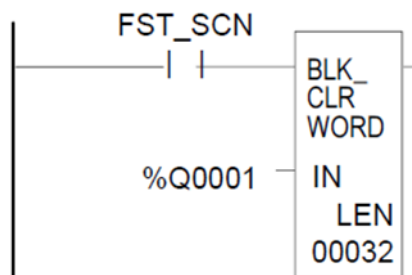 FST_SCN
BLK_
CLR
WORD
%Q0001
IN
LEN
00032